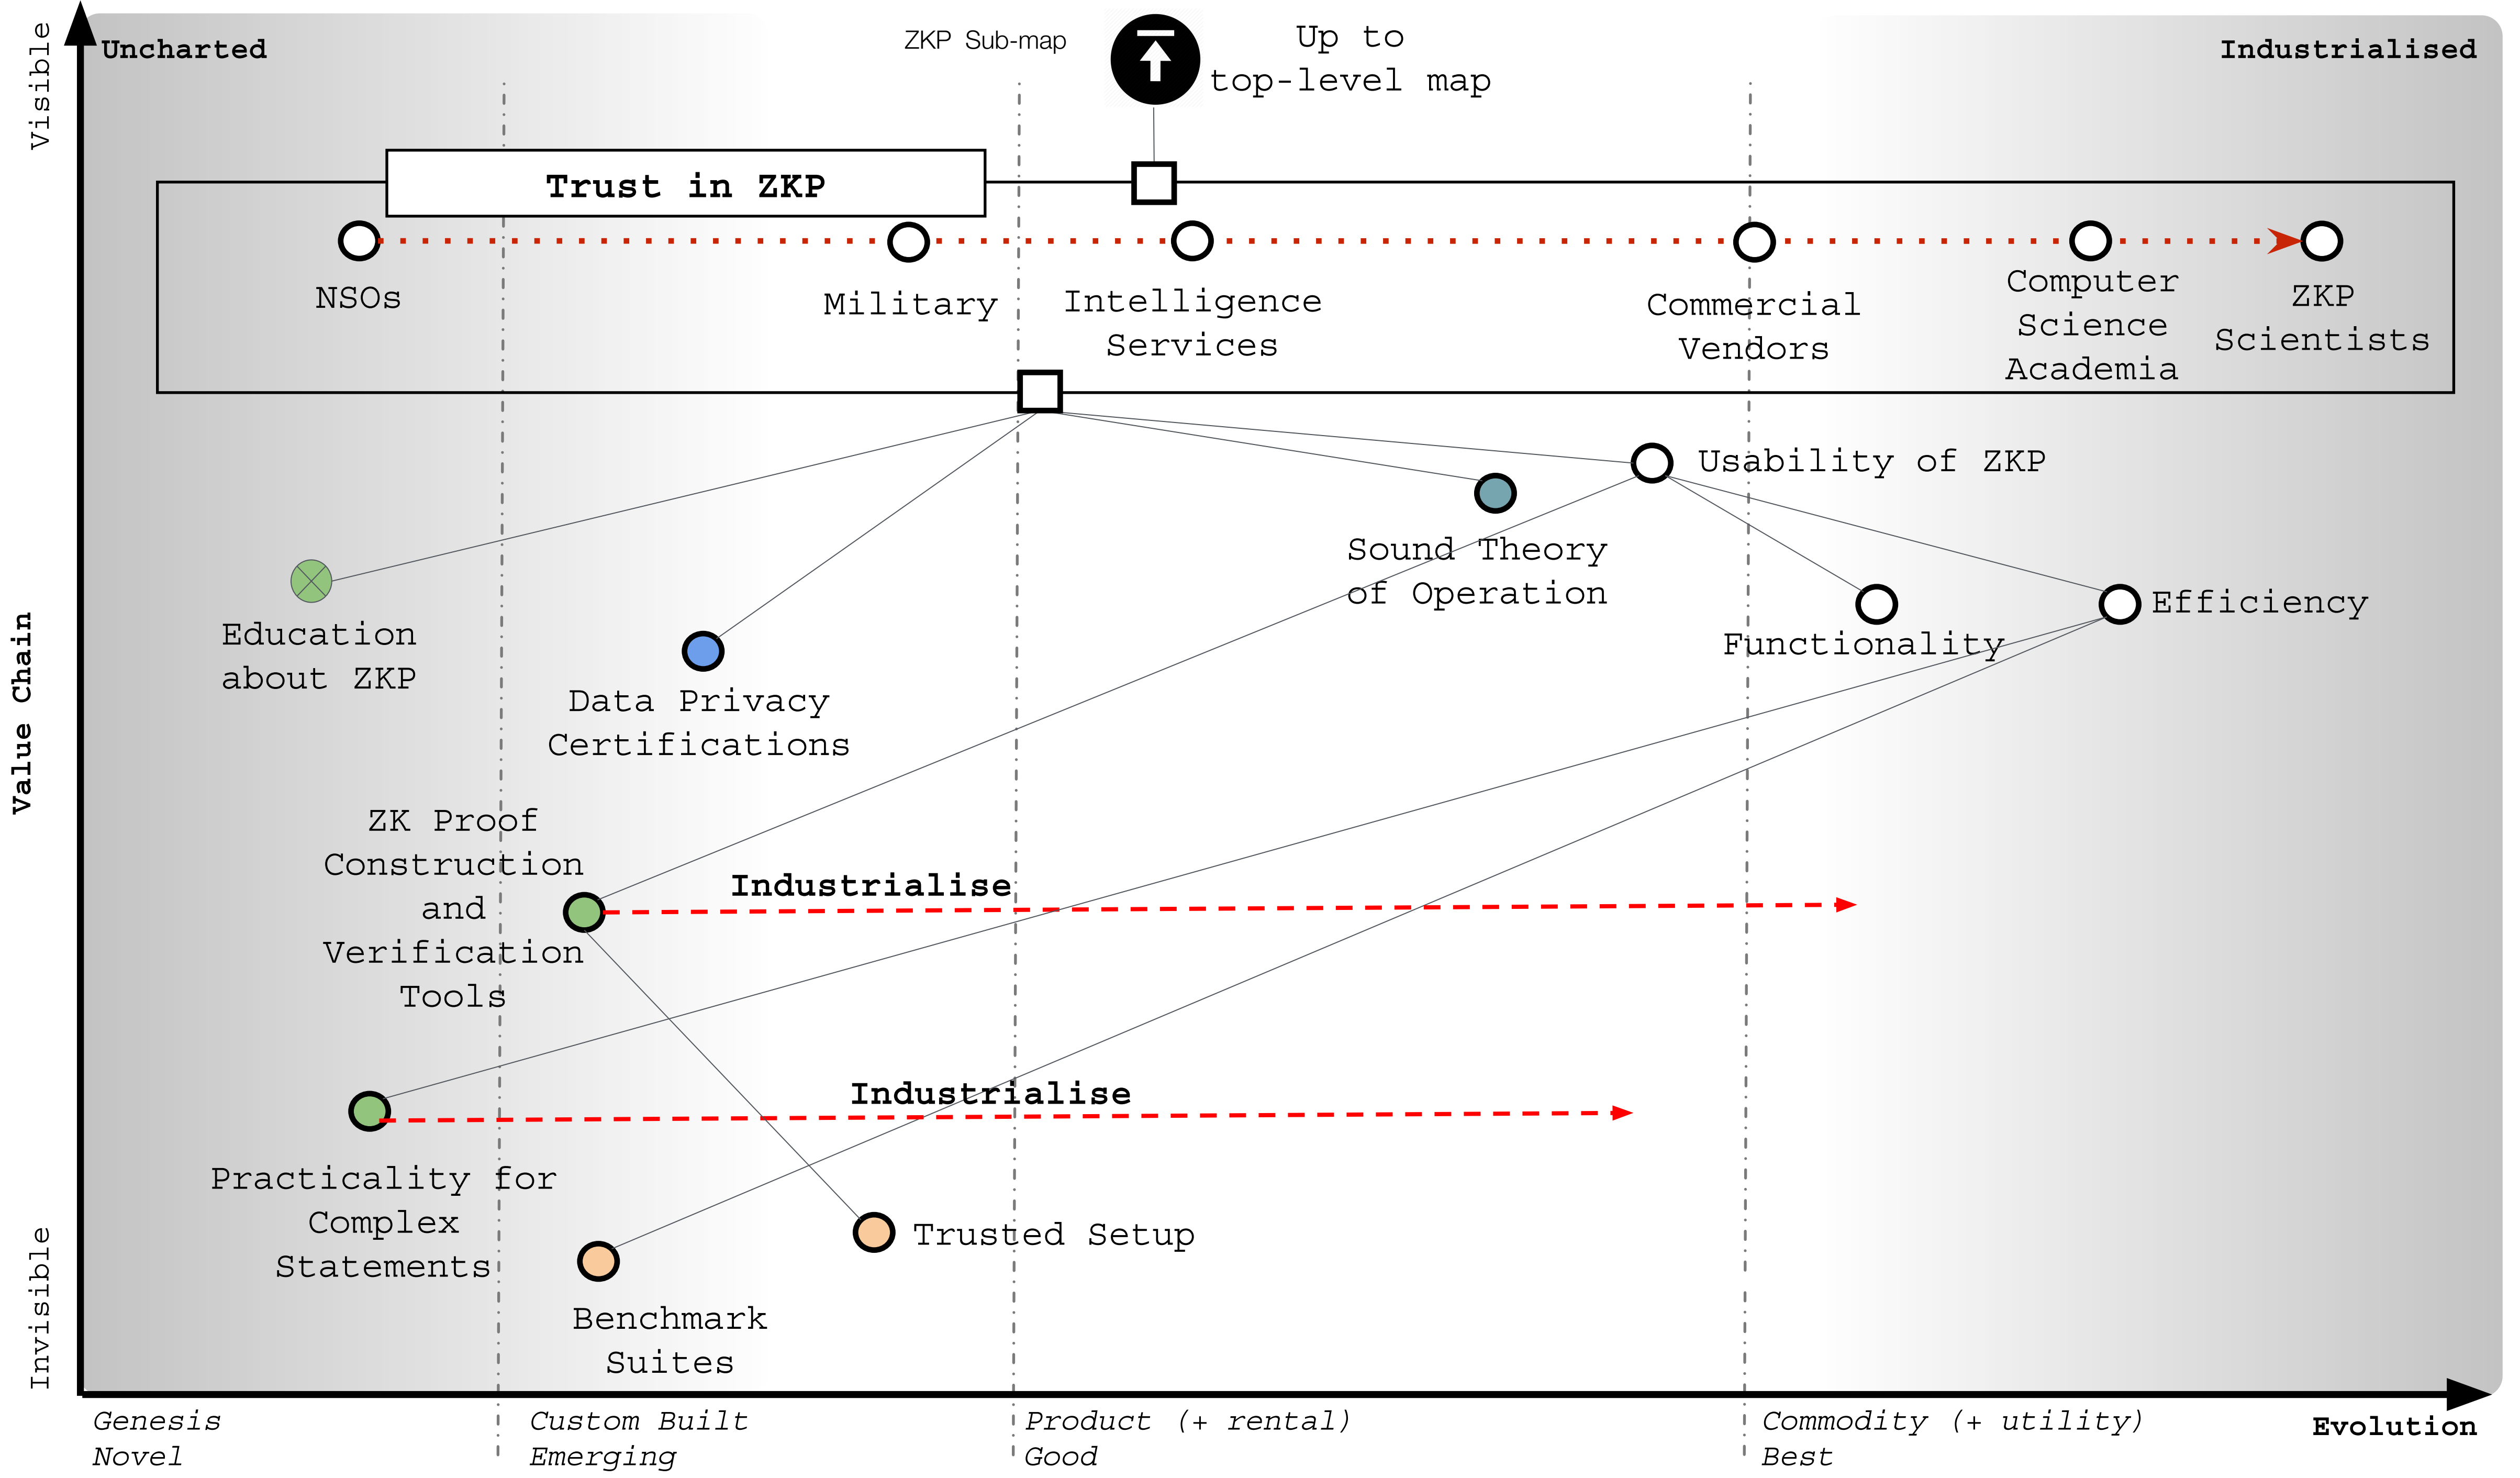 Visible
Uncharted
ZKP Sub-map
Up to
top-level map
Industrialised
Trust in ZKP
NSOs
Military
Intelligence
Services
Commercial
Vendors
Computer
Science
Academia
ZKP
Scientists
Usability of ZKP
Sound Theory
of Operation
Functionality
Efficiency
Education
about ZKP
Data Privacy
Certifications
Value Chain
ZK Proof
Construction
and
Verification
Tools
Industrialise
Industrialise
Practicality for
Complex
Statements
Trusted Setup
Benchmark
Suites
Invisible
Genesis
Novel
Custom Built
Emerging
Product (+ rental)
Good
Commodity (+ utility)
Best
Evolution